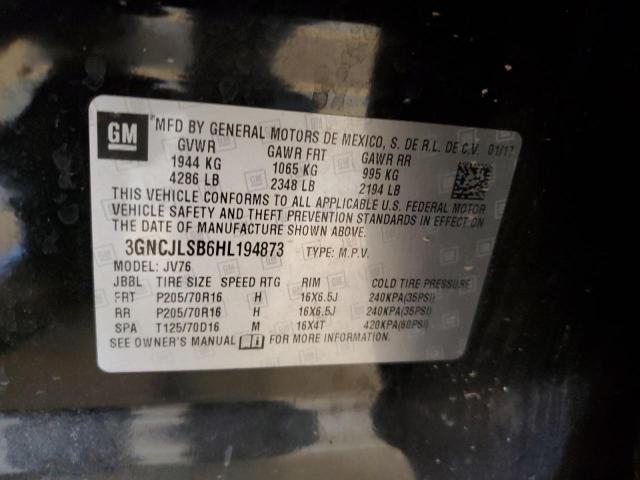 GM MFD BY GENERAL MOTORS DE MEXICO, S. DE R.L. DE C.V. 01/17
GVWR GAWR FRT GAWR RR
1944 KG 1065 KG 995 KG
4286 LB 2348 LB 2194 LB
THIS VEHICLE CONFORMS TO ALL APPLICABLE U.S. FEDERAL MOTOR
VEHICLE SAFETY AND THEFT PREVENTION STANDARDS IN EFFECT ON
THE DATE OF MANUFACTURE SHOWN ABOVE.
3GNCJLSB6HL194873 TYPE: M.P.V.
MODEL: JV76
JBBL TIRE SIZE SPEED RTG RIM COLD TIRE PRESSURE
FRT P205/70R16 H 16X6.5J 240KPA(35PSI)
RR P205/70R16 H 16X6.5J 240KPA(35PSI)
SPA T125/70D16 M 16X4T 420KPA(60PSI)
SEE OWNER'S MANUAL FOR MORE INFORMATION.